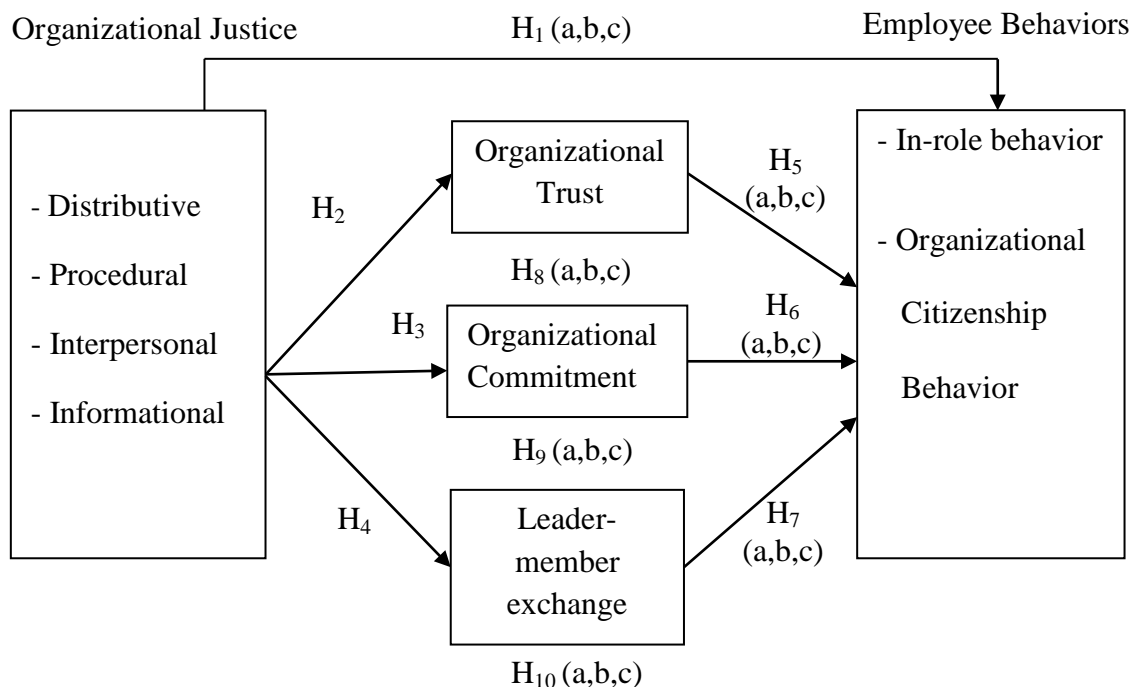 Organizational Justice
H₁ (a,b,c)
Employee Behaviors
- Distributive
- Procedural
- Interpersonal
- Informational
H₂
H₃
H₄
Organizational
Trust
H₈ (a,b,c)
Organizational
Commitment
H₉ (a,b,c)
Leader-
member
exchange
H₁₀ (a,b,c)
H₅
(a,b,c)
H₆
(a,b,c)
H₇
(a,b,c)
- In-role behavior
- Organizational
Citizenship
Behavior